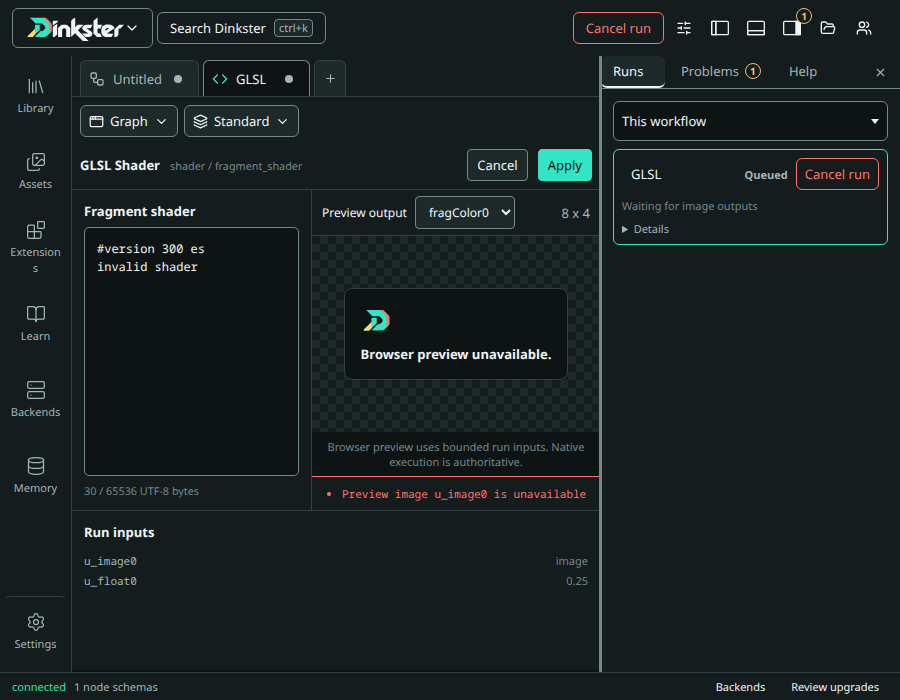 Dinkster
Search Dinkster ctrl+k
Cancel run
1
Library
Assets
Extension
s
Learn
Backends
Memory
Settings
Untitled
GLSL
+
Graph
Standard
GLSL Shader shader / fragment_shader
Cancel
Apply
Fragment shader
#version 300 es
invalid shader
30 / 65536 UTF-8 bytes
Preview output fragColor0 8 x 4
Browser preview unavailable.
Browser preview uses bounded run inputs. Native
execution is authoritative.
• Preview image u_image0 is unavailable
Run inputs
u_image0 image
u_float0 0.25
Runs
Problems 1
Help
This workflow
GLSL Queued Cancel run
Waiting for image outputs
Details
connected 1 node schemas
Backends Review upgrades